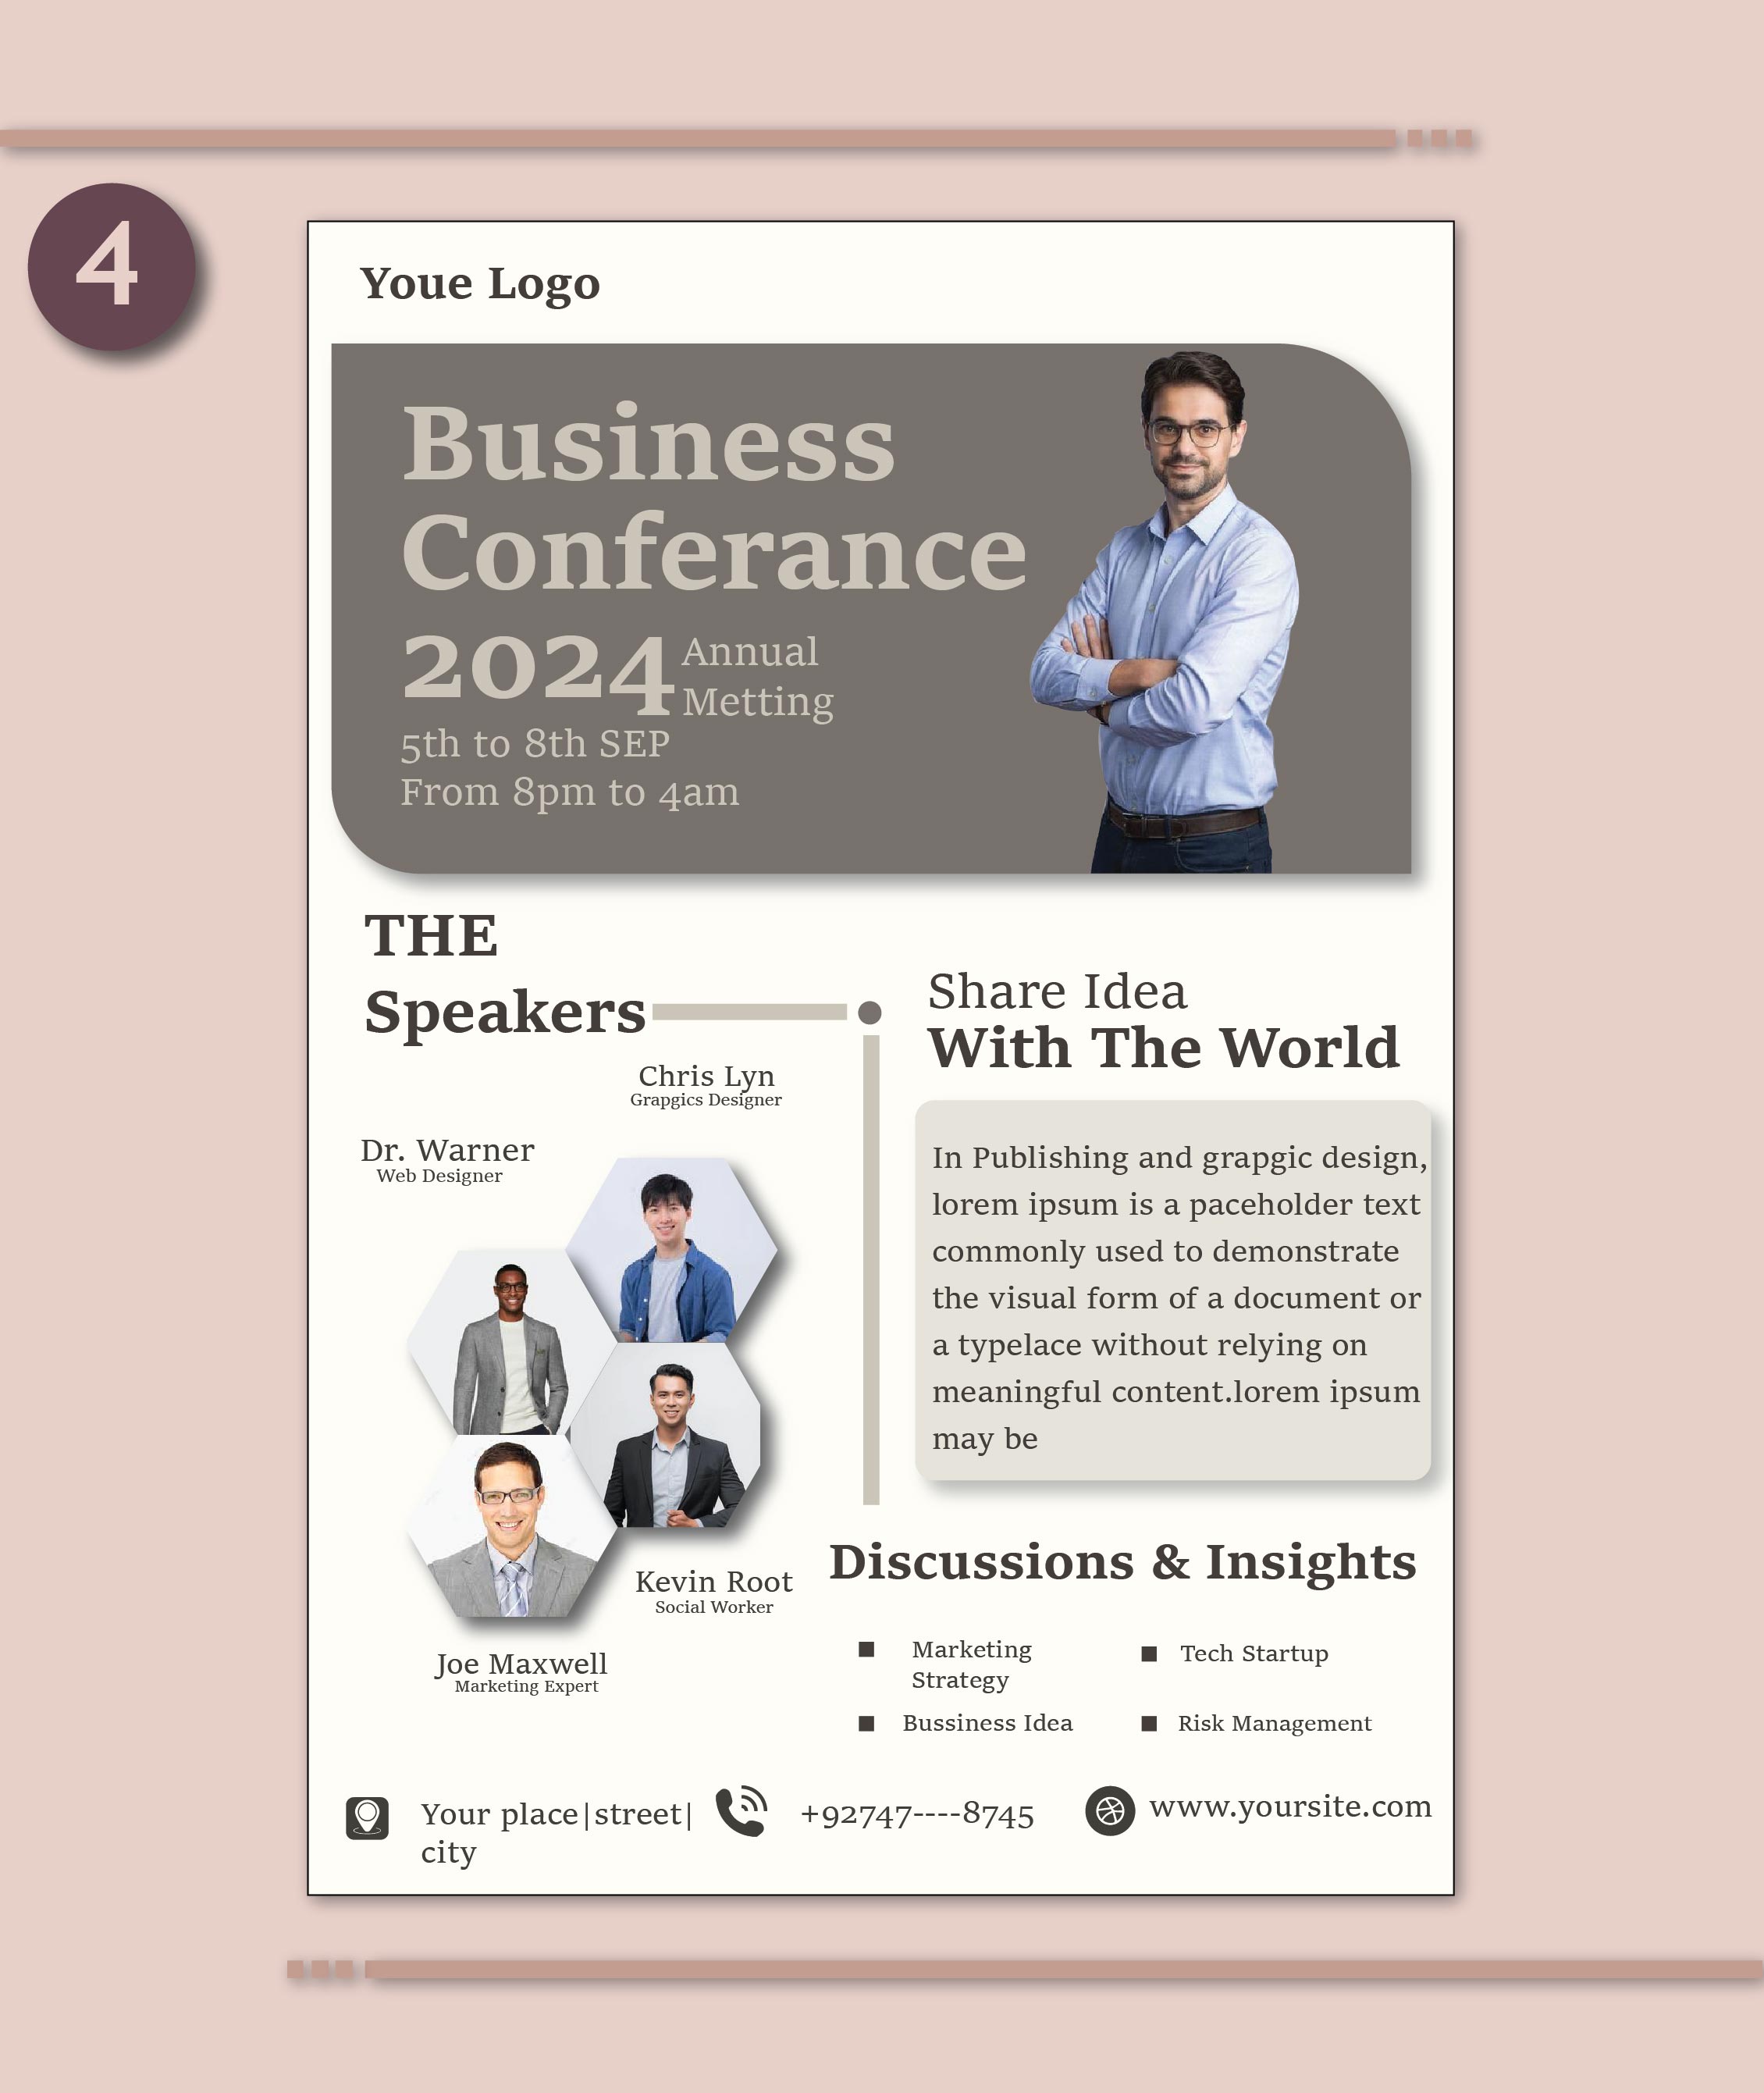 4
Youe Logo
Business
Conferance
2024 Annual
Metting
5th to 8th SEP
From 8pm to 4am
THE
Speakers
Chris Lyn
Grapgics Designer
Dr. Warner
Web Designer
Kevin Root
Social Worker
Joe Maxwell
Marketing Expert
Share Idea
With The World
In Publishing and grapgic design,
lorem ipsum is a paceholder text
commonly used to demonstrate
the visual form of a document or
a typelace without relying on
meaningful content.lorem ipsum
may be
Discussions & Insights
Marketing
Strategy
Tech Startup
Bussiness Idea
Risk Management
Your place|street|
city
+92747----8745
www.yoursite.com